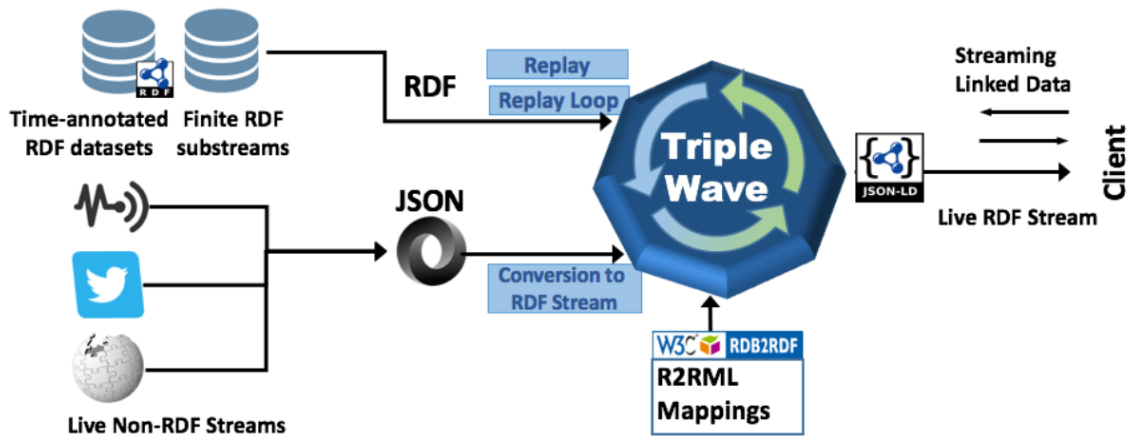 RDF
Time-annotated
RDF datasets
Finite RDF
substreams
RDF
Replay
Replay Loop
Triple
Wave
Streaming
Linked Data
{ }
JSON-LD
Live RDF Stream
Client
JSON
Conversion to
RDF Stream
Live Non-RDF Streams
W3C RDB2RDF
R2RML
Mappings